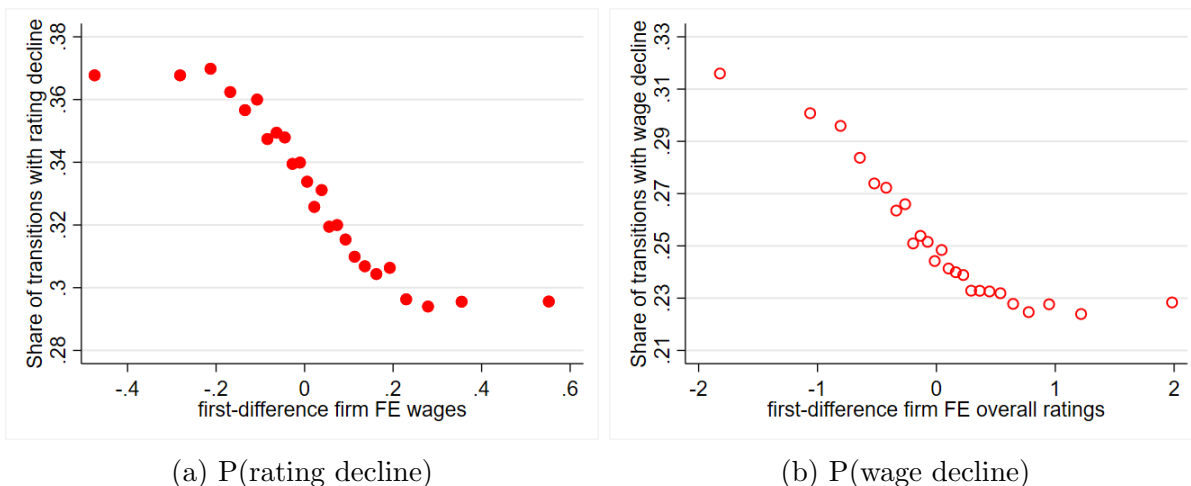 Share of transitions with rating decline
.38
.36
.34
.32
.3
.28
-.4 -.2 0 .2 .4 .6
first-difference firm FE wages
(a) P(rating decline)
Share of transitions with wage decline
.33
.31
.29
.27
.25
.23
.21
-2 -1 0 1 2
first-difference firm FE overall ratings
(b) P(wage decline)